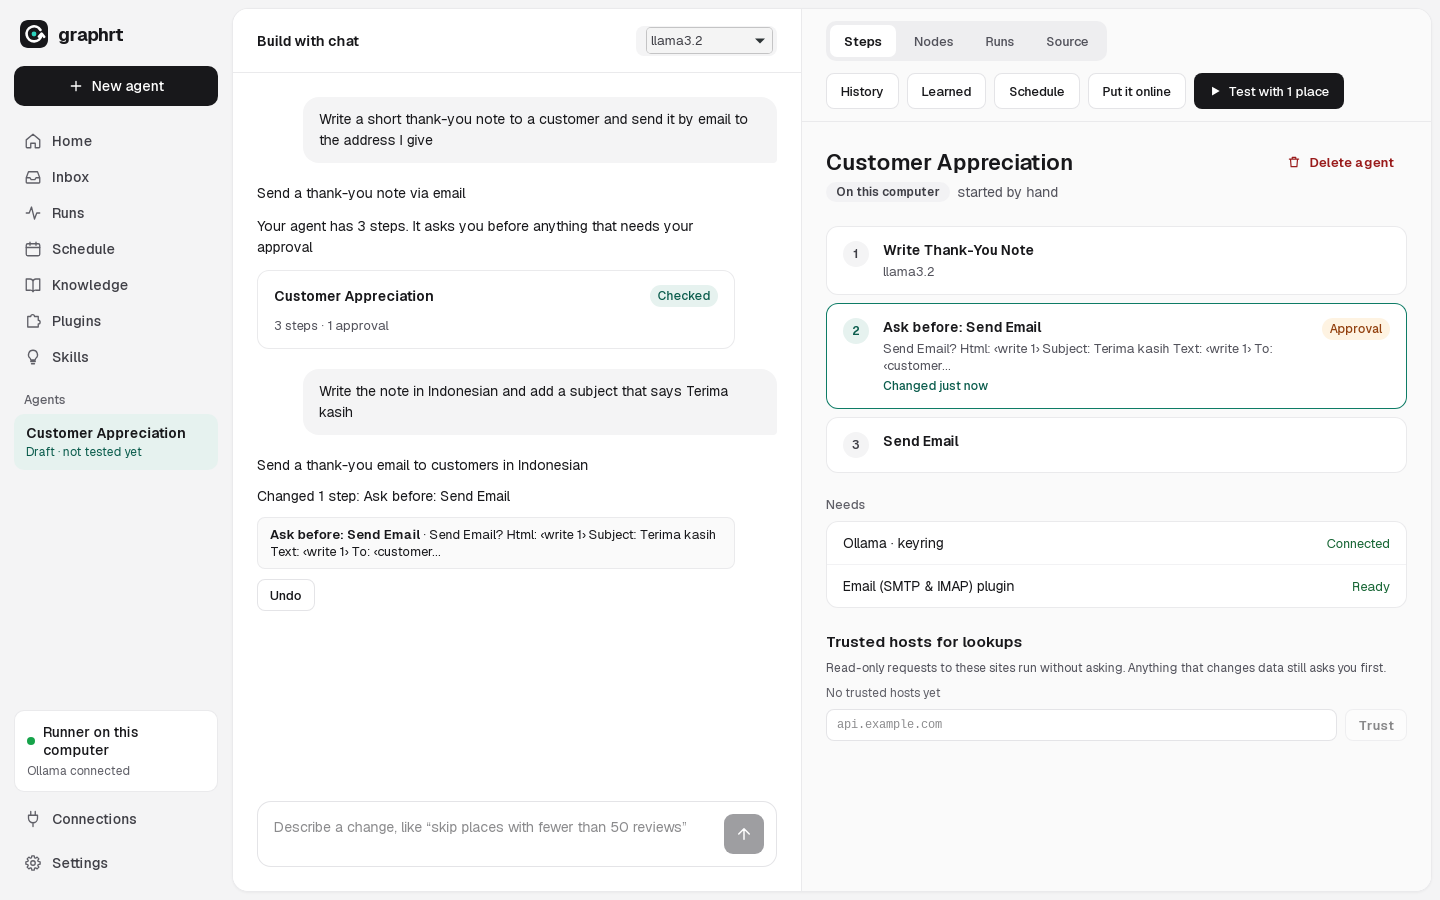 graphrt
New agent
Home
Inbox
Runs
Schedule
Knowledge
Plugins
Skills
Agents
Customer Appreciation
Draft · not tested yet
Runner on this
computer
Ollama connected
Connections
Settings
Build with chat
llama3.2
Write a short thank-you note to a customer and send it by email to
the address I give
Send a thank-you note via email
Your agent has 3 steps. It asks you before anything that needs your
approval
Customer Appreciation
Checked
3 steps · 1 approval
Write the note in Indonesian and add a subject that says Terima
kasih
Send a thank-you email to customers in Indonesian
Changed 1 step: Ask before: Send Email
Ask before: Send Email · Send Email? Html: ‹write 1› Subject: Terima kasih
Text: ‹write 1› To: ‹customer...
Undo
Describe a change, like “skip places with fewer than 50 reviews”
Steps
Nodes
Runs
Source
History
Learned
Schedule
Put it online
Test with 1 place
Customer Appreciation
Delete agent
On this computer
started by hand
1
Write Thank-You Note
llama3.2
2
Ask before: Send Email
Approval
Send Email? Html: ‹write 1› Subject: Terima kasih Text: ‹write 1› To:
‹customer...
Changed just now
3
Send Email
Needs
Ollama · keyring
Connected
Email (SMTP & IMAP) plugin
Ready
Trusted hosts for lookups
Read-only requests to these sites run without asking. Anything that changes data still asks you first.
No trusted hosts yet
api.example.com
Trust